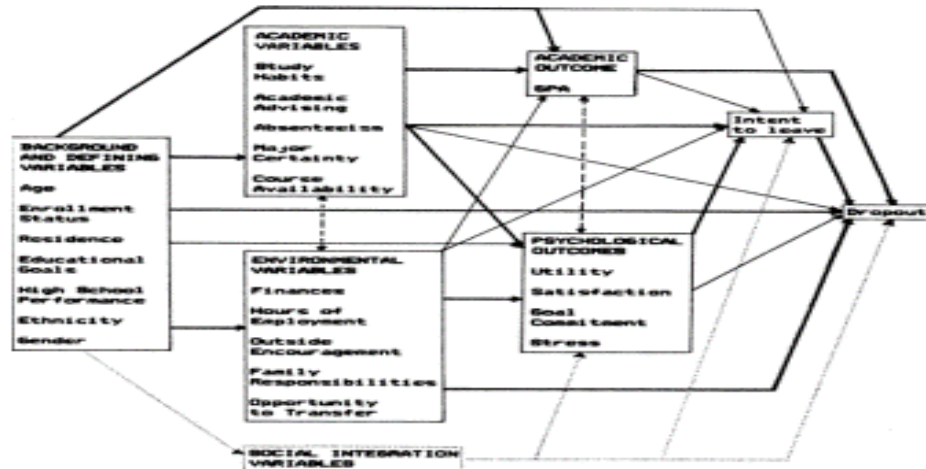 BACKGROUND
AND DEFINING
VARIABLES
Age
Enrollment
Status
Residence
Educational
Goals
High School
Performance
Ethnicity
Gender
ACADEMIC
VARIABLES
Study
Habits
Academic
Advising
Absenteeism
Major
Certainty
Course
Availability
ENVIRONMENTAL
VARIABLES
Finances
Hours of
Employment
Outside
Encouragement
Family
Responsibilities
Opportunity
to Transfer
SOCIAL INTEGRATION
VARIABLES
ACADEMIC
OUTCOME
GPA
PSYCHOLOGICAL
OUTCOMES
Utility
Satisfaction
Goal
Commitment
Stress
Intent
to leave
Dropout